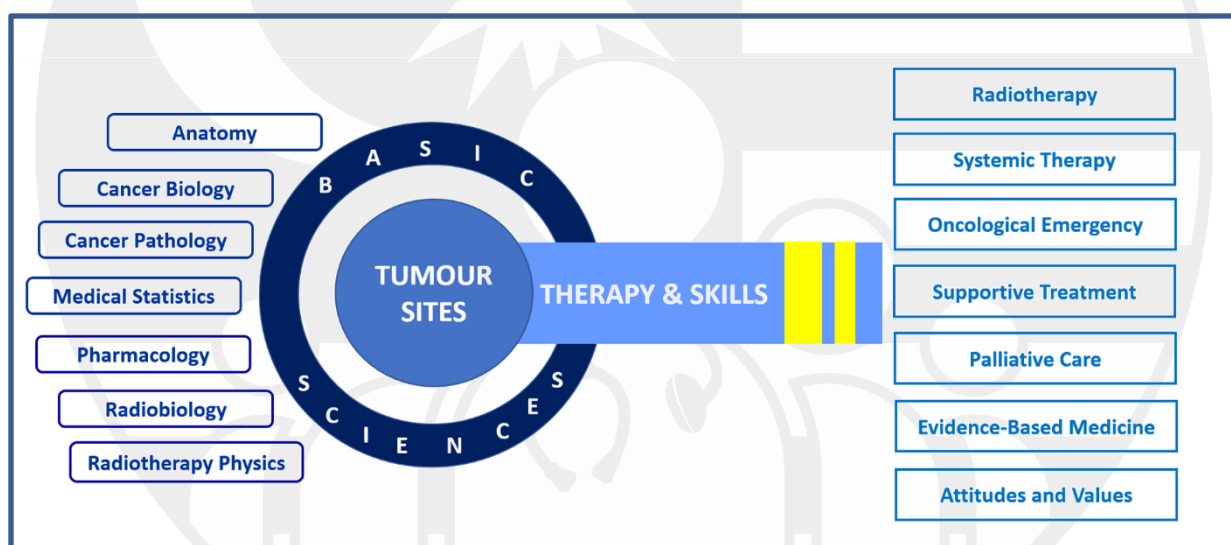 Anatomy
Cancer Biology
Cancer Pathology
Medical Statistics
Pharmacology
Radiobiology
Radiotherapy Physics
BASIC
SCIENCES
TUMOUR
SITES
THERAPY & SKILLS
Radiotherapy
Systemic Therapy
Oncological Emergency
Supportive Treatment
Palliative Care
Evidence-Based Medicine
Attitudes and Values